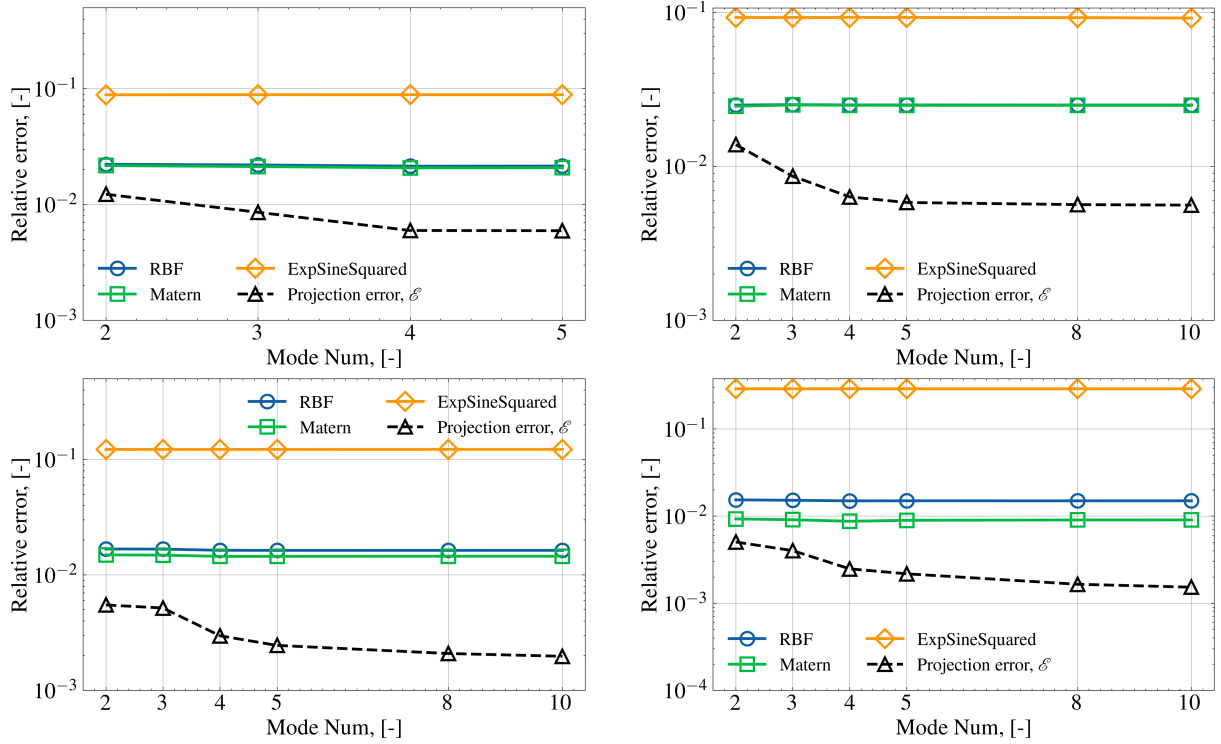 Relative error, [-]
10⁻¹
10⁻²
10⁻³
RBF
ExpSineSquared
Matern
Projection error, ℰ
2
3
4
5
Mode Num, [-]
Relative error, [-]
10⁻¹
10⁻²
10⁻³
RBF
ExpSineSquared
Matern
Projection error, ℰ
2
3
4
5
8
10
Mode Num, [-]
Relative error, [-]
10⁻¹
10⁻²
10⁻³
RBF
ExpSineSquared
Matern
Projection error, ℰ
2
3
4
5
8
10
Mode Num, [-]
Relative error, [-]
10⁻¹
10⁻²
10⁻³
10⁻⁴
RBF
ExpSineSquared
Matern
Projection error, ℰ
2
3
4
5
8
10
Mode Num, [-]